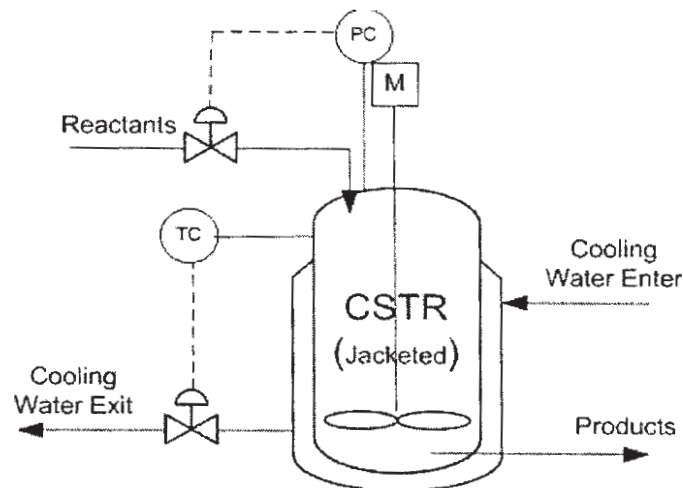 PC
M
Reactants
TC
Cooling
Water Enter
CSTR
(Jacketed)
Cooling
Water Exit
Products